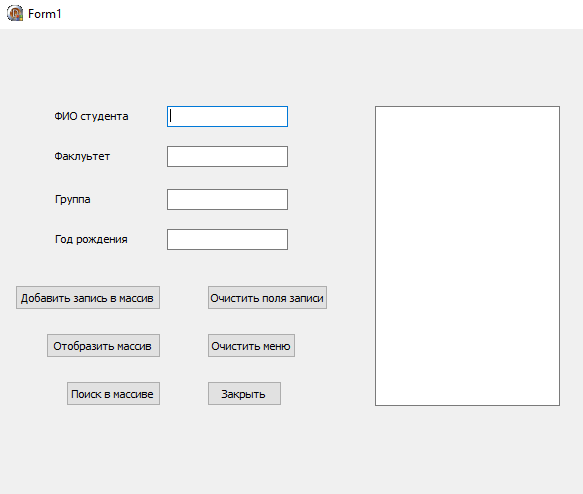 Form1
ФИО студента
Факлуьтет
Группа
Год рождения
Добавить запись в массив
Очистить поля записи
Отобразить массив
Очистить меню
Поиск в массиве
Закрыть